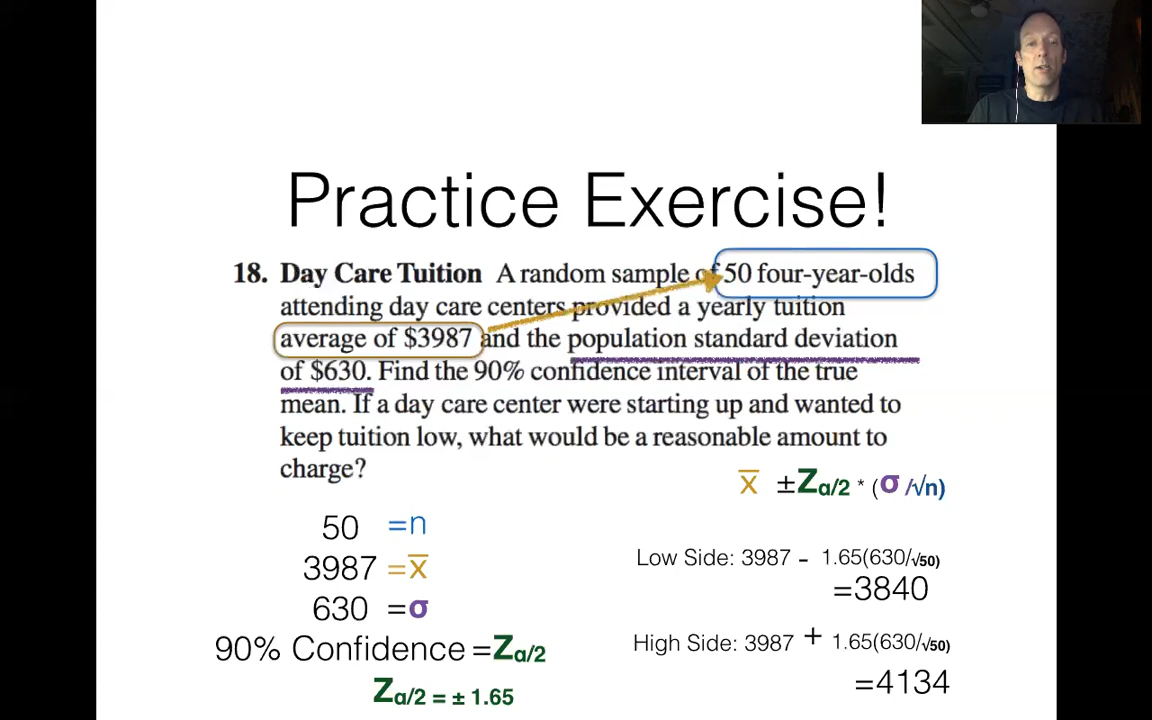 Practice Exercise!
18. Day Care Tuition A random sample of 50 four-year-olds
attending day care centers provided a yearly tuition
average of $3987 and the population standard deviation
of $630. Find the 90% confidence interval of the true
mean. If a day care center were starting up and wanted to
keep tuition low, what would be a reasonable amount to
charge?
x̅ ±Zα/2 * (σ /√n)
50 =n
3987 =x̅
630 =σ
90% Confidence =Zα/2
Zα/2 = ± 1.65
Low Side: 3987 - 1.65(630/√50)
=3840
High Side: 3987 + 1.65(630/√50)
=4134